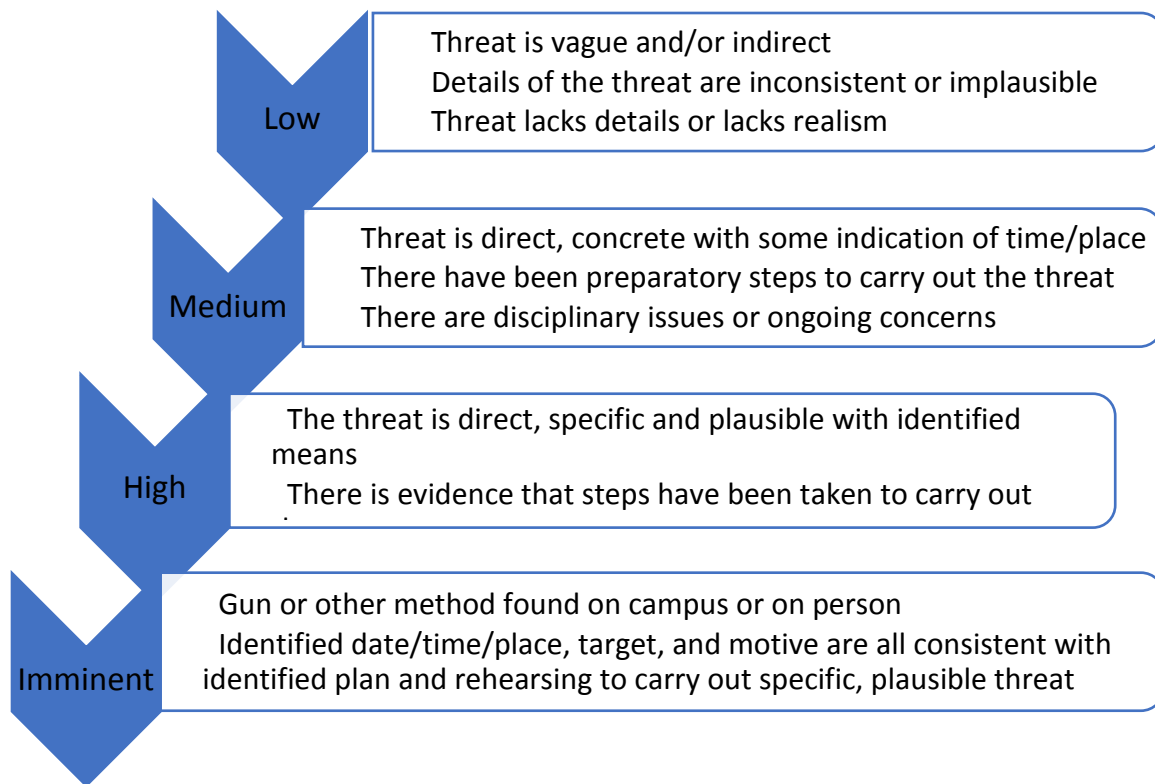 Low
Threat is vague and/or indirect
Details of the threat are inconsistent or implausible
Threat lacks details or lacks realism
Medium
Threat is direct, concrete with some indication of time/place
There have been preparatory steps to carry out the threat
There are disciplinary issues or ongoing concerns
High
The threat is direct, specific and plausible with identified
means
There is evidence that steps have been taken to carry out
Imminent
Gun or other method found on campus or on person
Identified date/time/place, target, and motive are all consistent with
identified plan and rehearsing to carry out specific, plausible threat